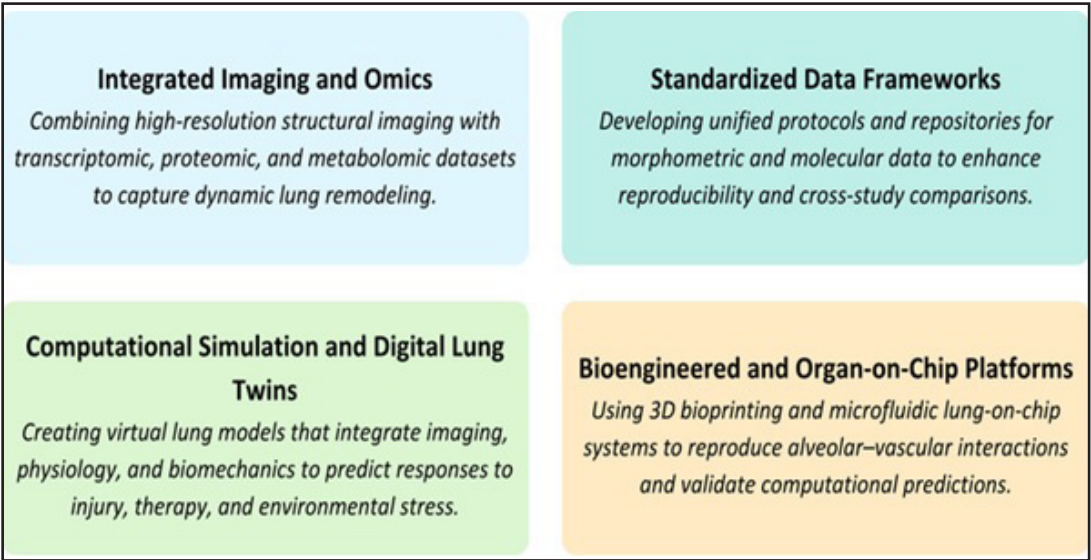 Integrated Imaging and Omics
Combining high-resolution structural imaging with
transcriptomic, proteomic, and metabolomic datasets
to capture dynamic lung remodeling.
Standardized Data Frameworks
Developing unified protocols and repositories for
morphometric and molecular data to enhance
reproducibility and cross-study comparisons.
Computational Simulation and Digital Lung
Twins
Creating virtual lung models that integrate imaging,
physiology, and biomechanics to predict responses to
injury, therapy, and environmental stress.
Bioengineered and Organ-on-Chip Platforms
Using 3D bioprinting and microfluidic lung-on-chip
systems to reproduce alveolar–vascular interactions
and validate computational predictions.